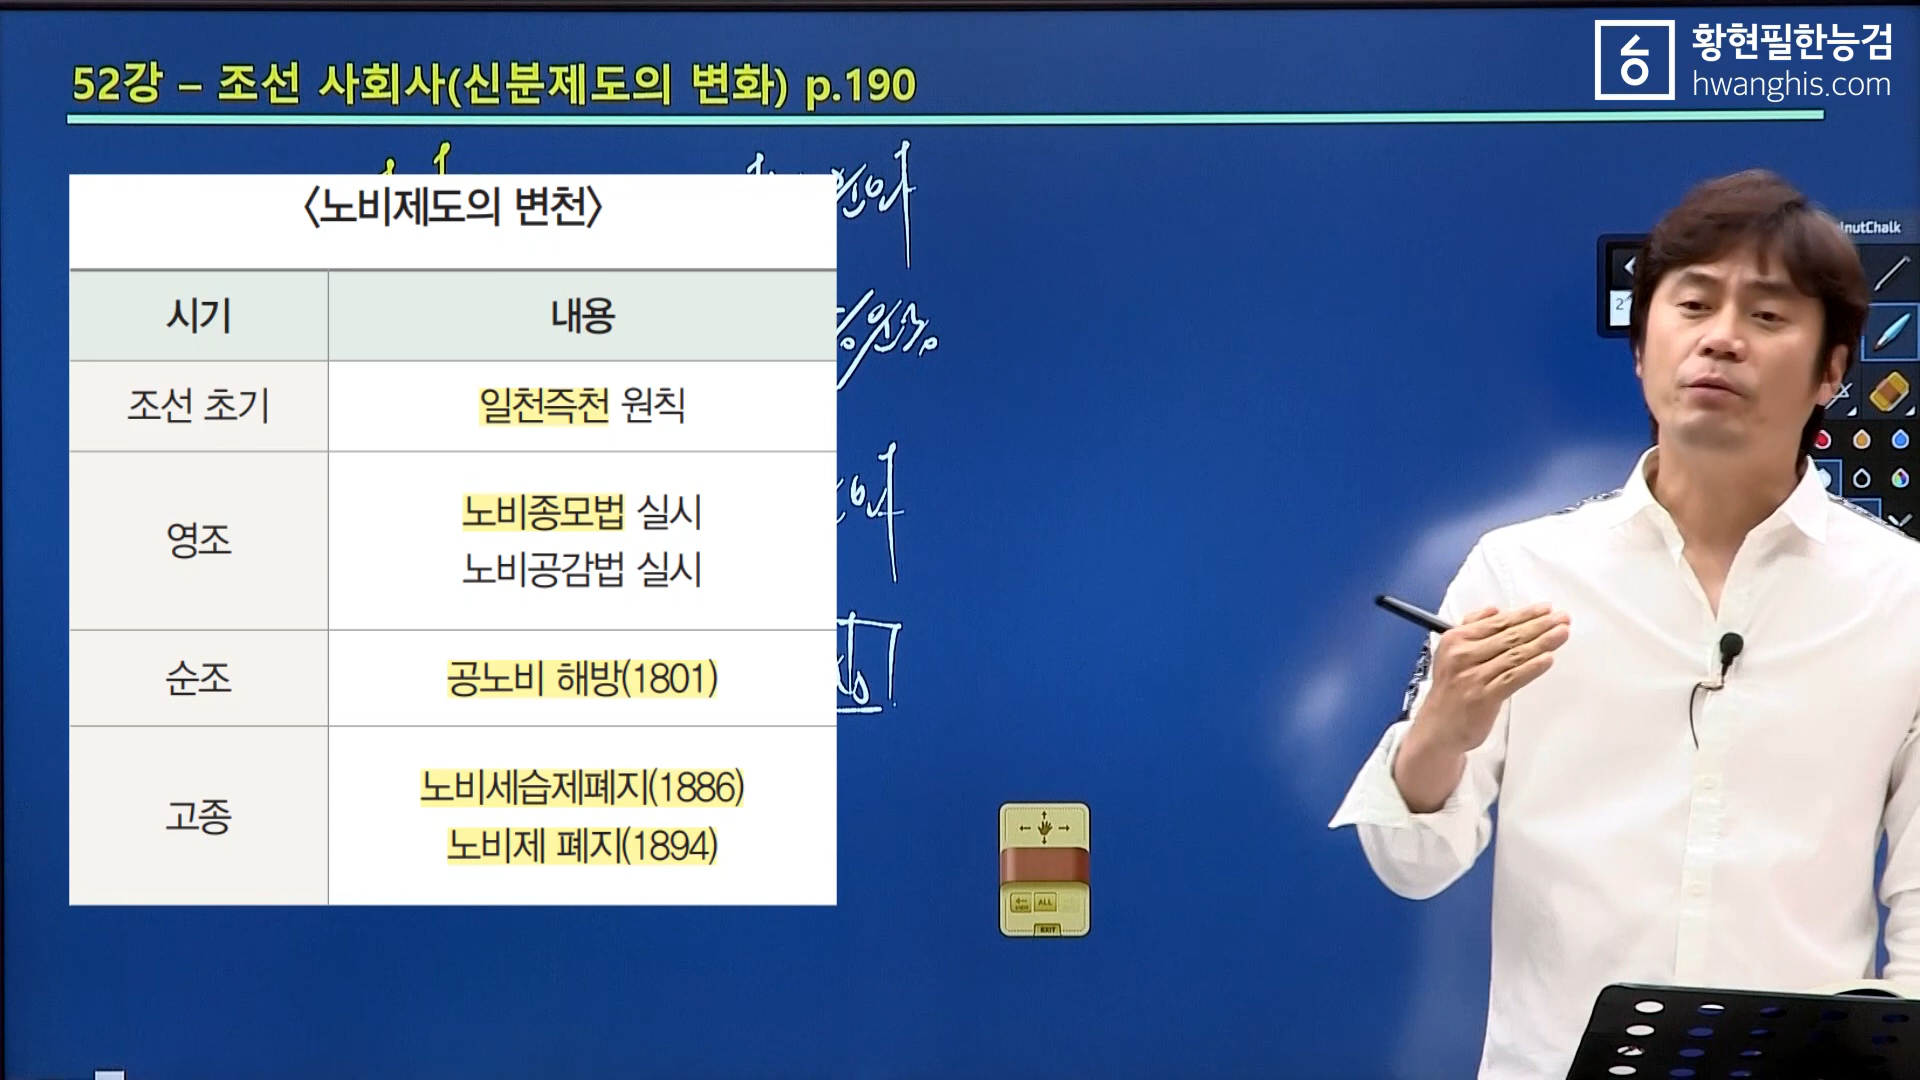 황현필한능검
hwanghis.com
52강 – 조선 사회사(신분제도의 변화) p.190
<노비제도의 변천>
시기 내용
조선 초기 일천즉천 원칙
영조 노비종모법 실시
노비공감법 실시
순조 공노비 해방(1801)
고종 노비세습제폐지(1886)
노비제 폐지(1894)
ALL
EXIT